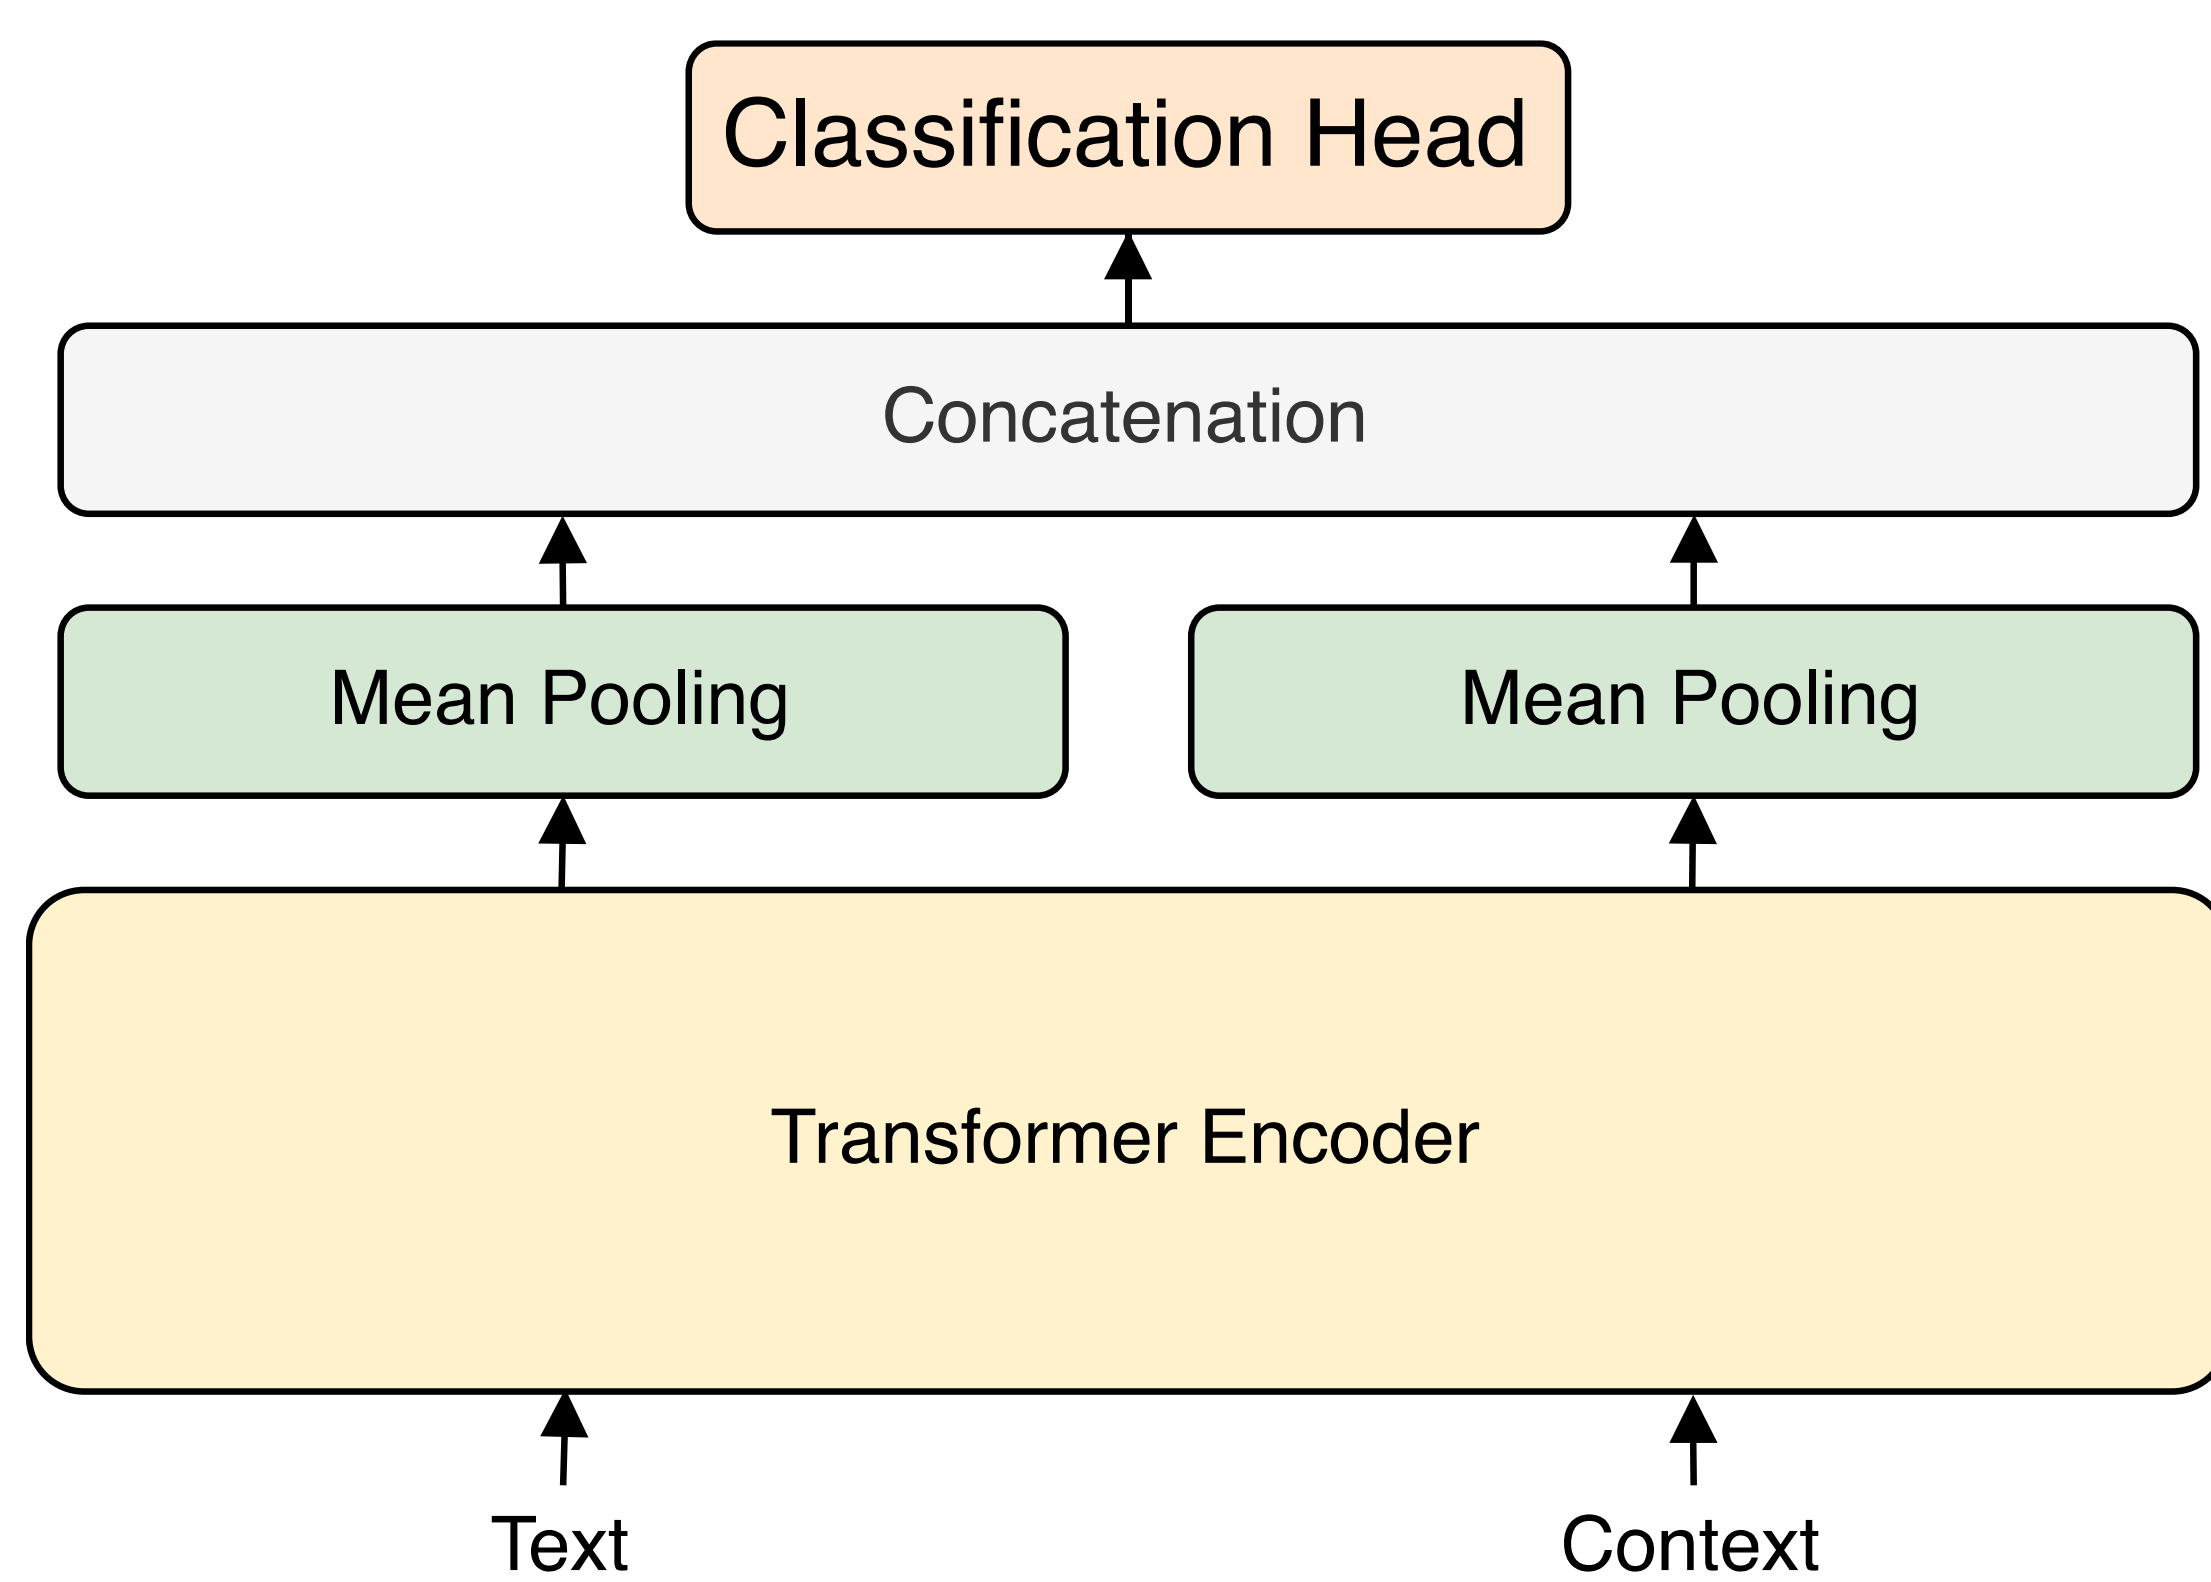 Classification Head
Concatenation
Mean Pooling
Mean Pooling
Transformer Encoder
Text
Context